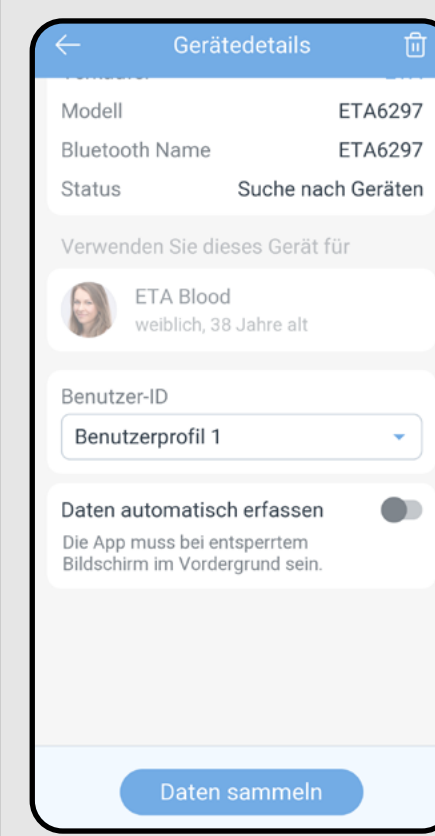 Gerätedetails
Modell ETA6297
Bluetooth Name ETA6297
Status Suche nach Geräten
Verwenden Sie dieses Gerät für
ETA Blood
weiblich, 38 Jahre alt
Benutzer-ID
Benutzerprofil 1
Daten automatisch erfassen
Die App muss bei entsperrtem
Bildschirm im Vordergrund sein.
Daten sammeln